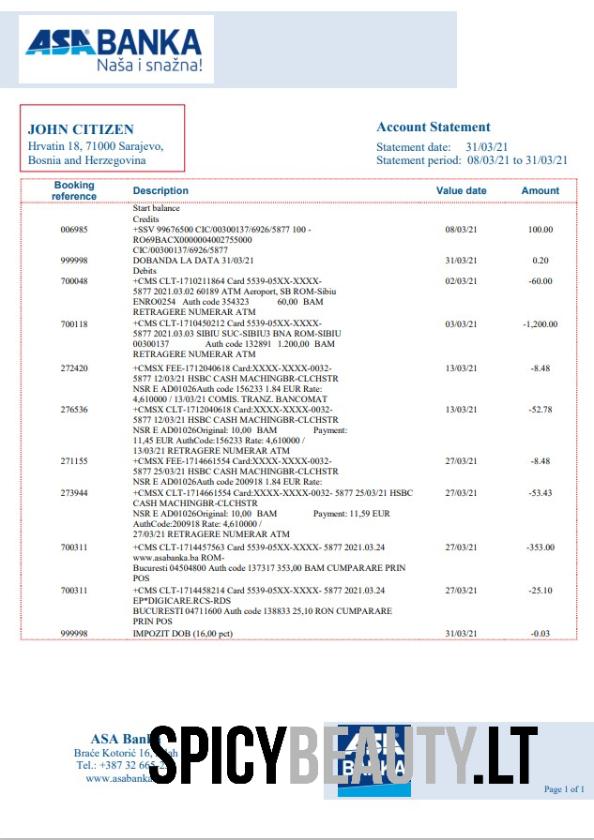 ASA BANKA
Naša i snažna!
JOHN CITIZEN
Hrvatin 18, 71000 Sarajevo,
Bosnia and Herzegovina
Account Statement
Statement date: 31/03/21
Statement period: 08/03/21 to 31/03/21
Booking reference Description Value date Amount
Start balance
Credits
006985 +SSV 99676500 CIC/00300137/6926/5877 100 - 08/03/21 100.00
RO69BACX0000004002755000
CIC/00300137/6926/5877
999998 DOBANDA LA DATA 31/03/21 31/03/21 0.20
Debits
700048 +CMS CLT-1710211864 Card 5539-05XX-XXXX- 02/03/21 -60.00
5877 2021.03.02 60189 ATM Aeroport, SB ROM-Sibiu
ENRO0254 Auth code 354323 60,00 BAM
RETRAGERE NUMERAR ATM
700118 +CMS CLT-1710450212 Card 5539-05XX-XXXX- 03/03/21 -1,200.00
5877 2021.03.03 SIBIU SUC-SIBIU3 BNA ROM-SIBIU
00300137 Auth code 132891 1.200,00 BAM
RETRAGERE NUMERAR ATM
272420 +CMSX FEE-1712040618 Card:XXXX-XXXX-0032- 13/03/21 -8.48
5877 12/03/21 HSBC CASH MACHINGBR-CLCHSTR
NSR E AD01026Auth code 156233 1.84 EUR Rate:
4,610000 / 13/03/21 COMIS. TRANZ. BANCOMAT
276536 +CMSX CLT-1712040618 Card:XXXX-XXXX-0032- 13/03/21 -52.78
5877 12/03/21 HSBC CASH MACHINGBR-CLCHSTR
NSR E AD01026Original: 10,00 BAM Payment:
11,45 EUR AuthCode:156233 Rate: 4,610000 /
13/03/21 RETRAGERE NUMERAR ATM
271155 +CMSX FEE-1714661554 Card:XXXX-XXXX-0032- 27/03/21 -8.48
5877 25/03/21 HSBC CASH MACHINGBR-CLCHSTR
NSR E AD01026Auth code 200918 1.84 EUR Rate:
273944 +CMSX CLT-1714661554 Card:XXXX-XXXX-0032- 5877 25/03/21 HSBC 27/03/21 -53.43
CASH MACHINGBR-CLCHSTR
NSR E AD01026Original: 10,00 BAM Payment: 11,59 EUR
AuthCode:200918 Rate: 4,610000 /
27/03/21 RETRAGERE NUMERAR ATM
700311 +CMS CLT-1714457563 Card 5539-05XX-XXXX- 5877 2021.03.24 27/03/21 -353.00
www.asabanka.ba ROM-
Bucuresti 04504800 Auth code 137317 353,00 BAM CUMPARARE PRIN
POS
700311 +CMS CLT-1714458214 Card 5539-05XX-XXXX- 5877 2021.03.24 27/03/21 -25.10
EP*DIGICARE.RCS-RDS
BUCURESTI 04711600 Auth code 138833 25,10 RON CUMPARARE
PRIN POS
999998 IMPOZIT DOB (16,00 pct) 31/03/21 -0.03
ASA Banka
Braće Kotorić 16,
Tel.: +387 32 665-2
www.asabanka
SPICYBEAUTY.LT
ASA BANKA
Page 1 of 1